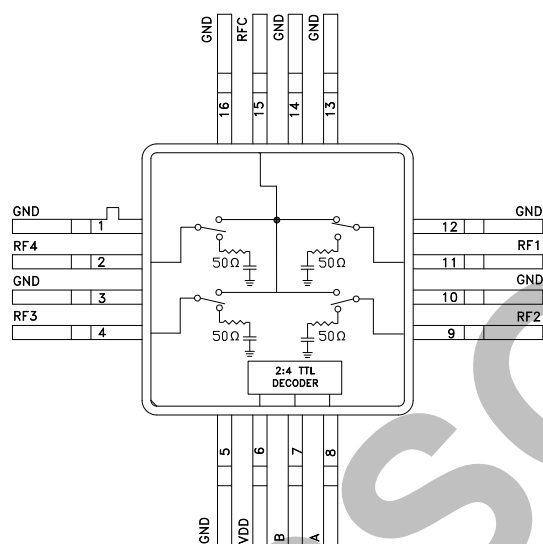 GND
RFC
GND
GND
16
15
14
13
GND
1
RF4
2
GND
3
RF3
4
GND
12
RF1
11
GND
10
RF2
9
50Ω
50Ω
50Ω
50Ω
2:4 TTL
DECODER
5
6
7
8
GND
VDD
B
A